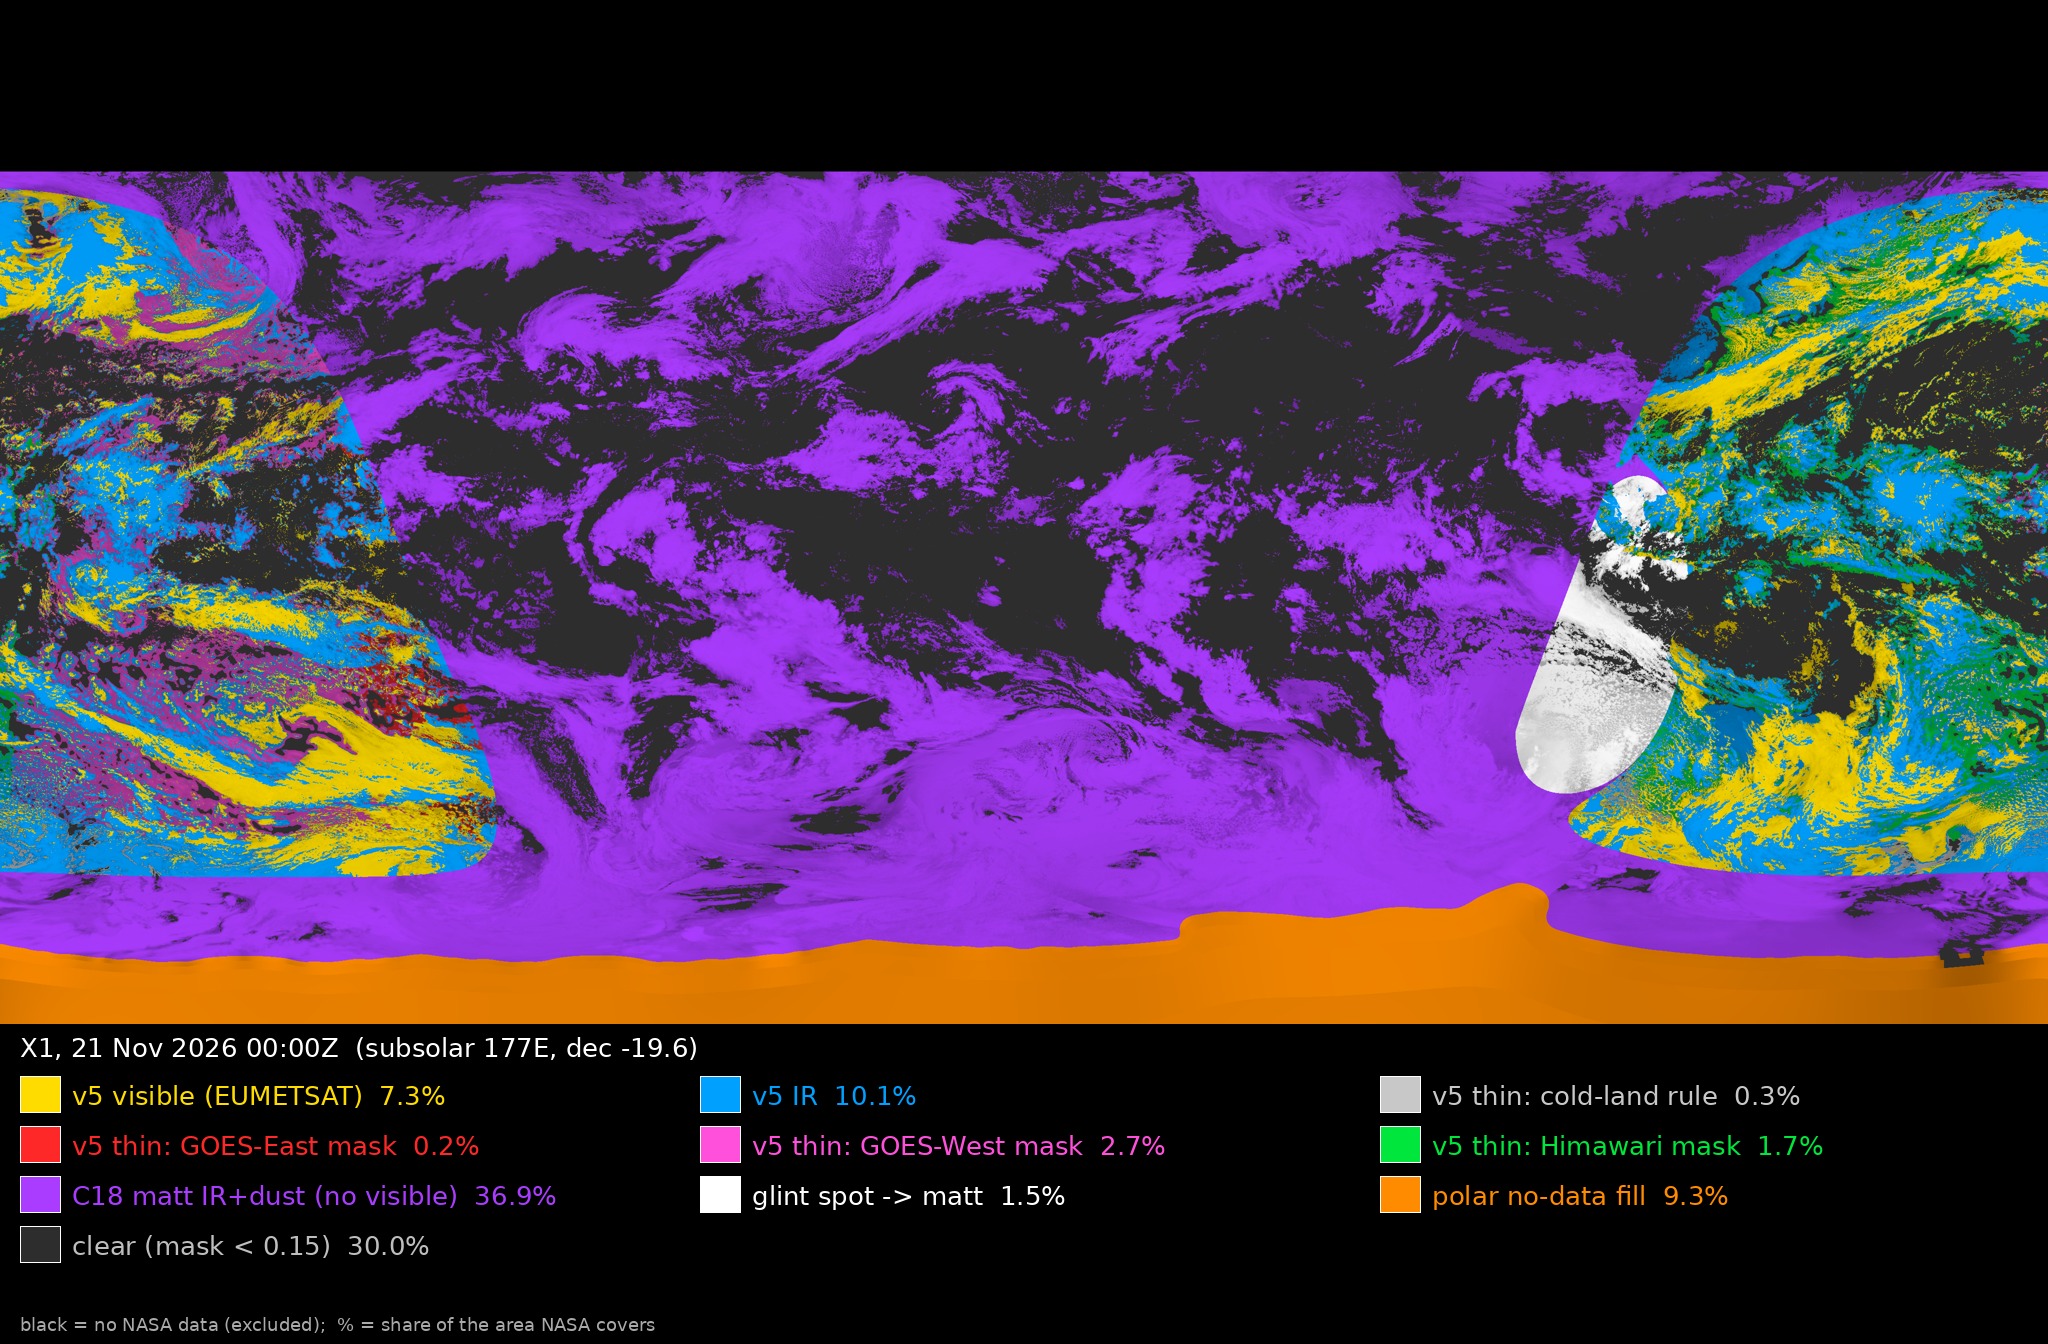 X1, 21 Nov 2026 00:00Z  (subsolar 177E, dec -19.6)
v5 visible (EUMETSAT)  7.3%
v5 IR  10.1%
v5 thin: cold-land rule  0.3%
v5 thin: GOES-East mask  0.2%
v5 thin: GOES-West mask  2.7%
v5 thin: Himawari mask  1.7%
C18 matt IR+dust (no visible)  36.9%
glint spot -> matt  1.5%
polar no-data fill  9.3%
clear (mask < 0.15)  30.0%
black = no NASA data (excluded);  % = share of the area NASA covers